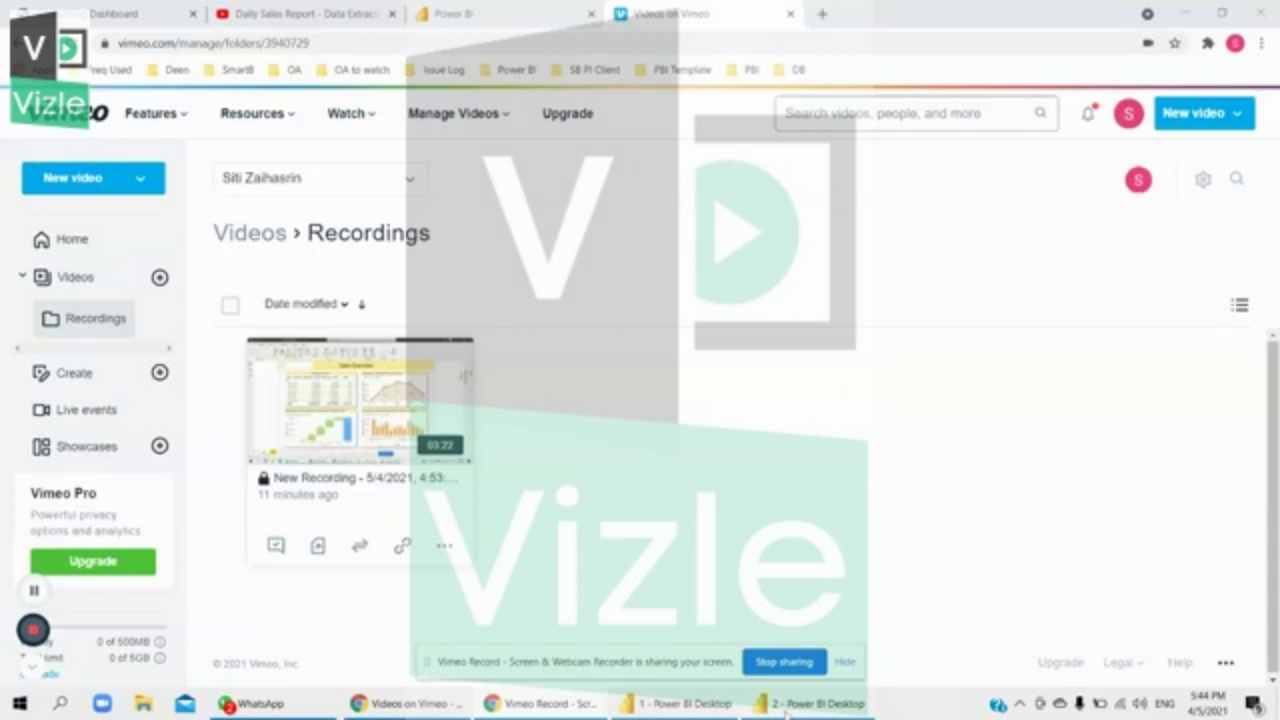 Dashboard
Daily Sales Report - Data Extract
Power BI
Videos on Vimeo
vimeo.com/manage/folders/3940729
Freq Used
Deen
SmartB
OA
OA to watch
Issue Log
Power BI
SB PI Client
PBI Template
PBI
DB
V
Vizle
Features
Resources
Watch
Manage Videos
Upgrade
Search videos, people, and more
S
New video
New video
Siti Zaihasrin
S
Home
Videos > Recordings
Videos
Date modified
Recordings
Create
Live events
Showcases
03:22
New Recording - 5/4/2021, 4:53:...
11 minutes ago
Vimeo Pro
Powerful privacy
options and analytics
Upgrade
V
Vizle
0 of 500MB
0 of 5GB
© 2021 Vimeo, Inc.
Vimeo Record - Screen & Webcam Recorder is sharing your screen.
Stop sharing
Hide
Upgrade
Legal
Help
WhatsApp
Videos on Vimeo - ...
Vimeo Record - Scr...
1 - Power BI Desktop
2 - Power BI Desktop
ENG
5:44 PM
4/5/2021